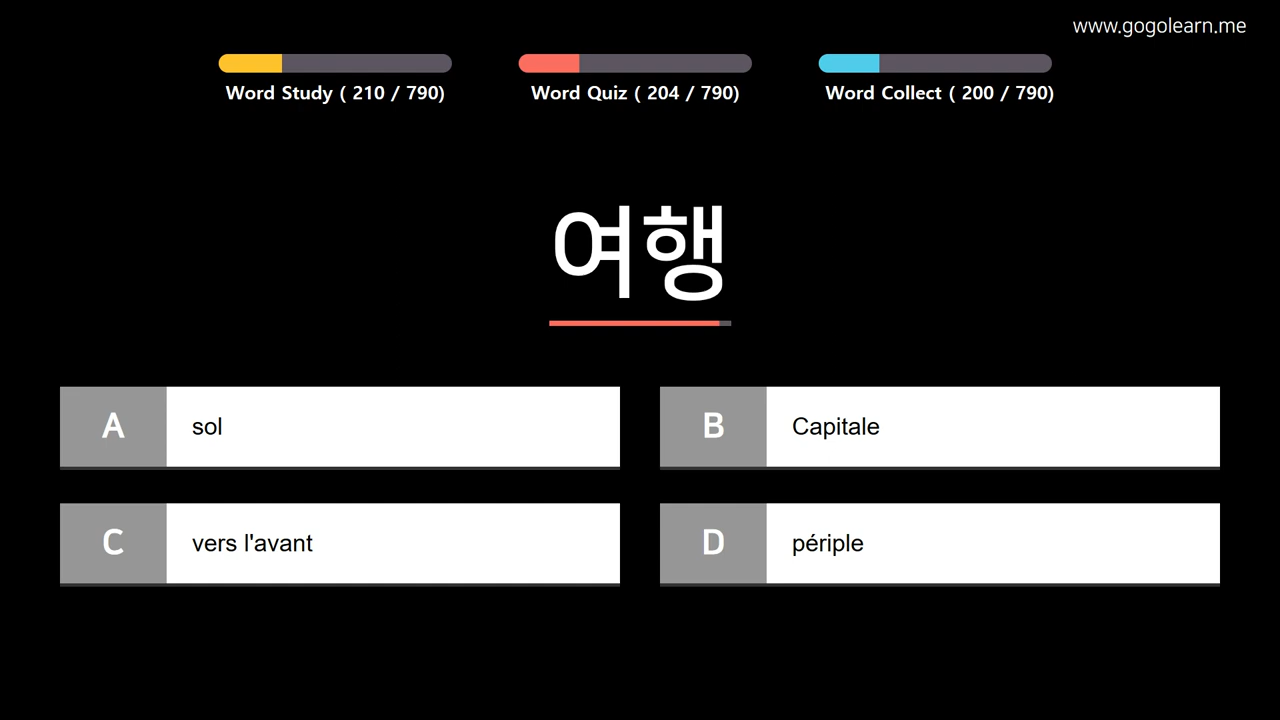 www.gogolearn.me
Word Study ( 210 / 790)
Word Quiz ( 204 / 790)
Word Collect ( 200 / 790)
여행
A sol
B Capitale
C vers l'avant
D périple